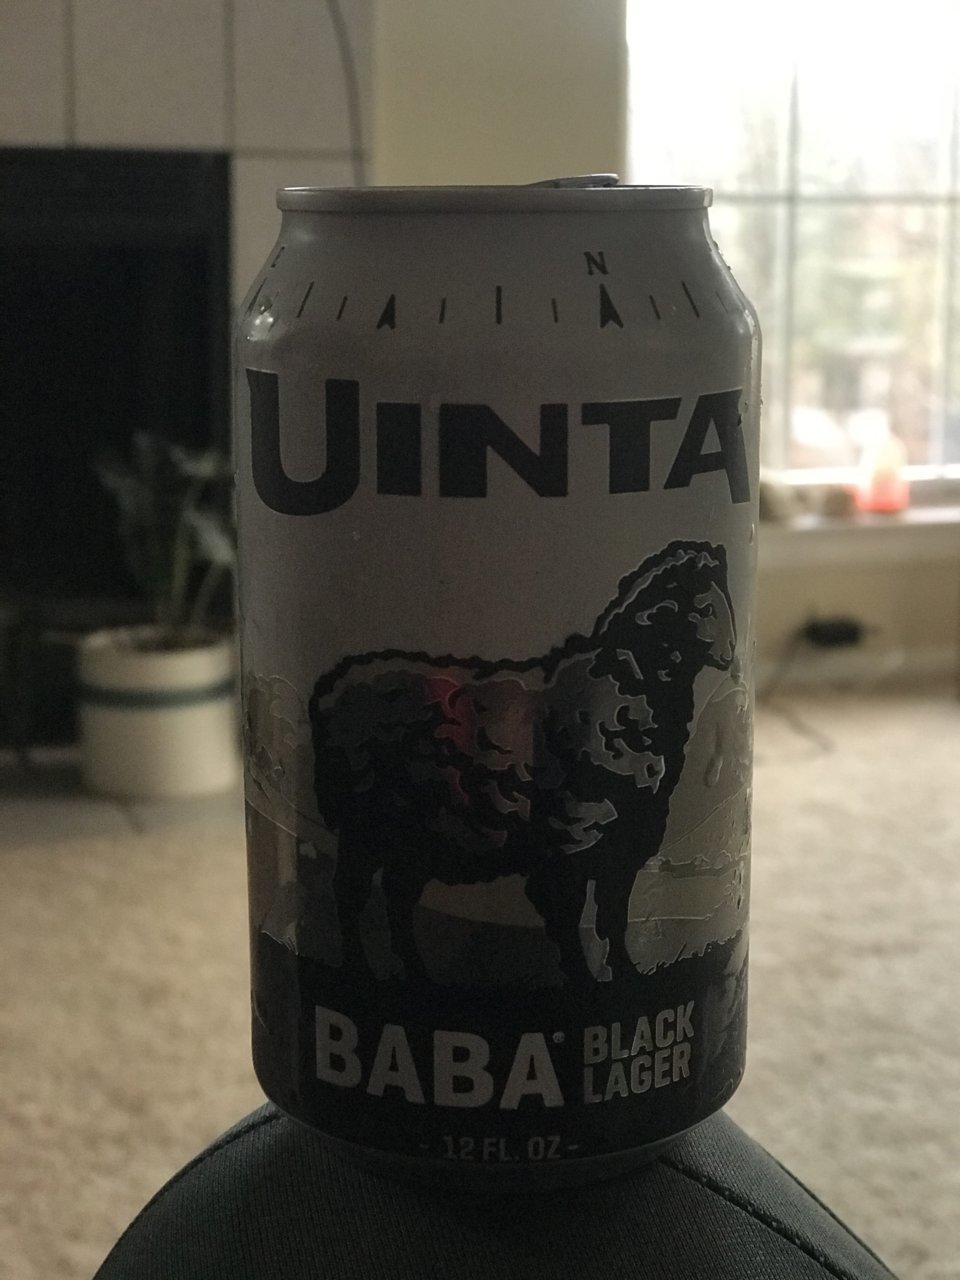 N
UINTA
BABA® BLACK
LAGER
- 12 FL. OZ -